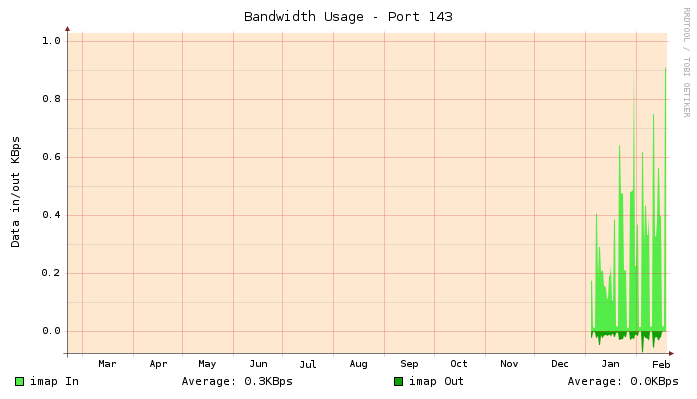 Bandwidth Usage - Port 143
RRDTOOL / TOBI OETIKER
Data in/out KBps
1.0
0.8
0.6
0.4
0.2
0.0
Mar Apr May Jun Jul Aug Sep Oct Nov Dec Jan Feb
imap In Average: 0.3KBps imap Out Average: 0.0KBps